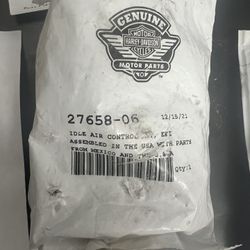 GENUINE
MOTOR
HARLEY-DAVIDSON
CYCLES
MOTOR PARTS
27658-06 12/15/21
IDLE AIR CONTROL , EFI
ASSEMBLED IN THE USA WITH PARTS
FROM MEXICO AND THE
QTY:1